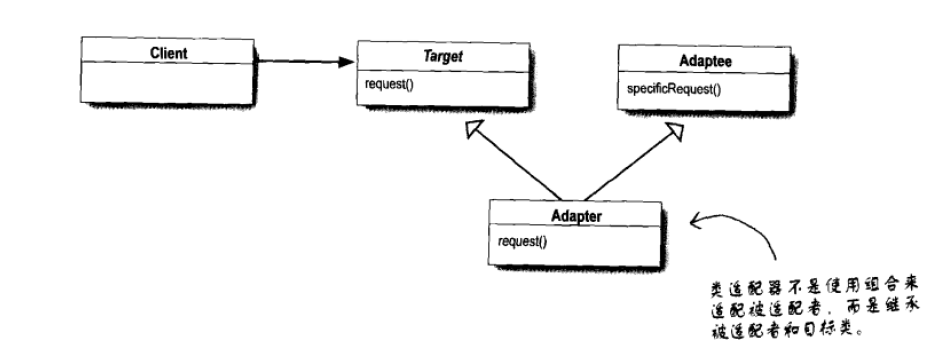 Client
Target
request()
Adaptee
specificRequest()
Adapter
request()
类适配器不是使用组合来
适配被适配者，而是继承
被适配者和目标类。